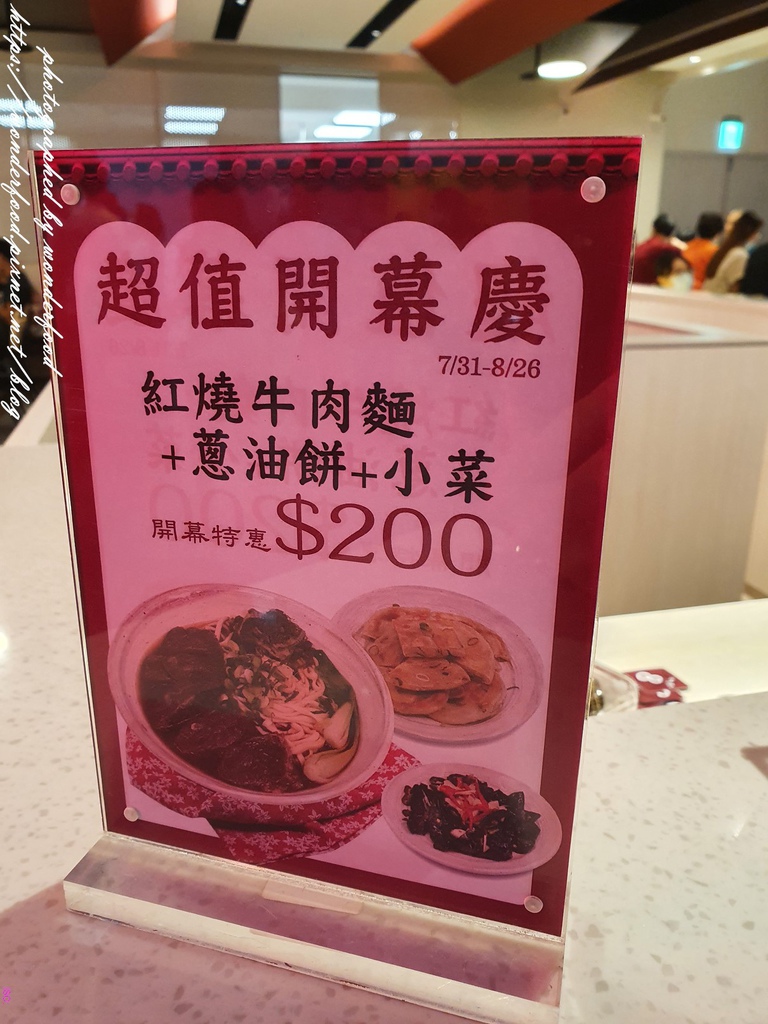 超值開幕慶
7/31-8/26
紅燒牛肉麵
+蔥油餅+小菜
開幕特惠$200
photographed by wonderfood
https://wonderfood.pixnet.net/blog